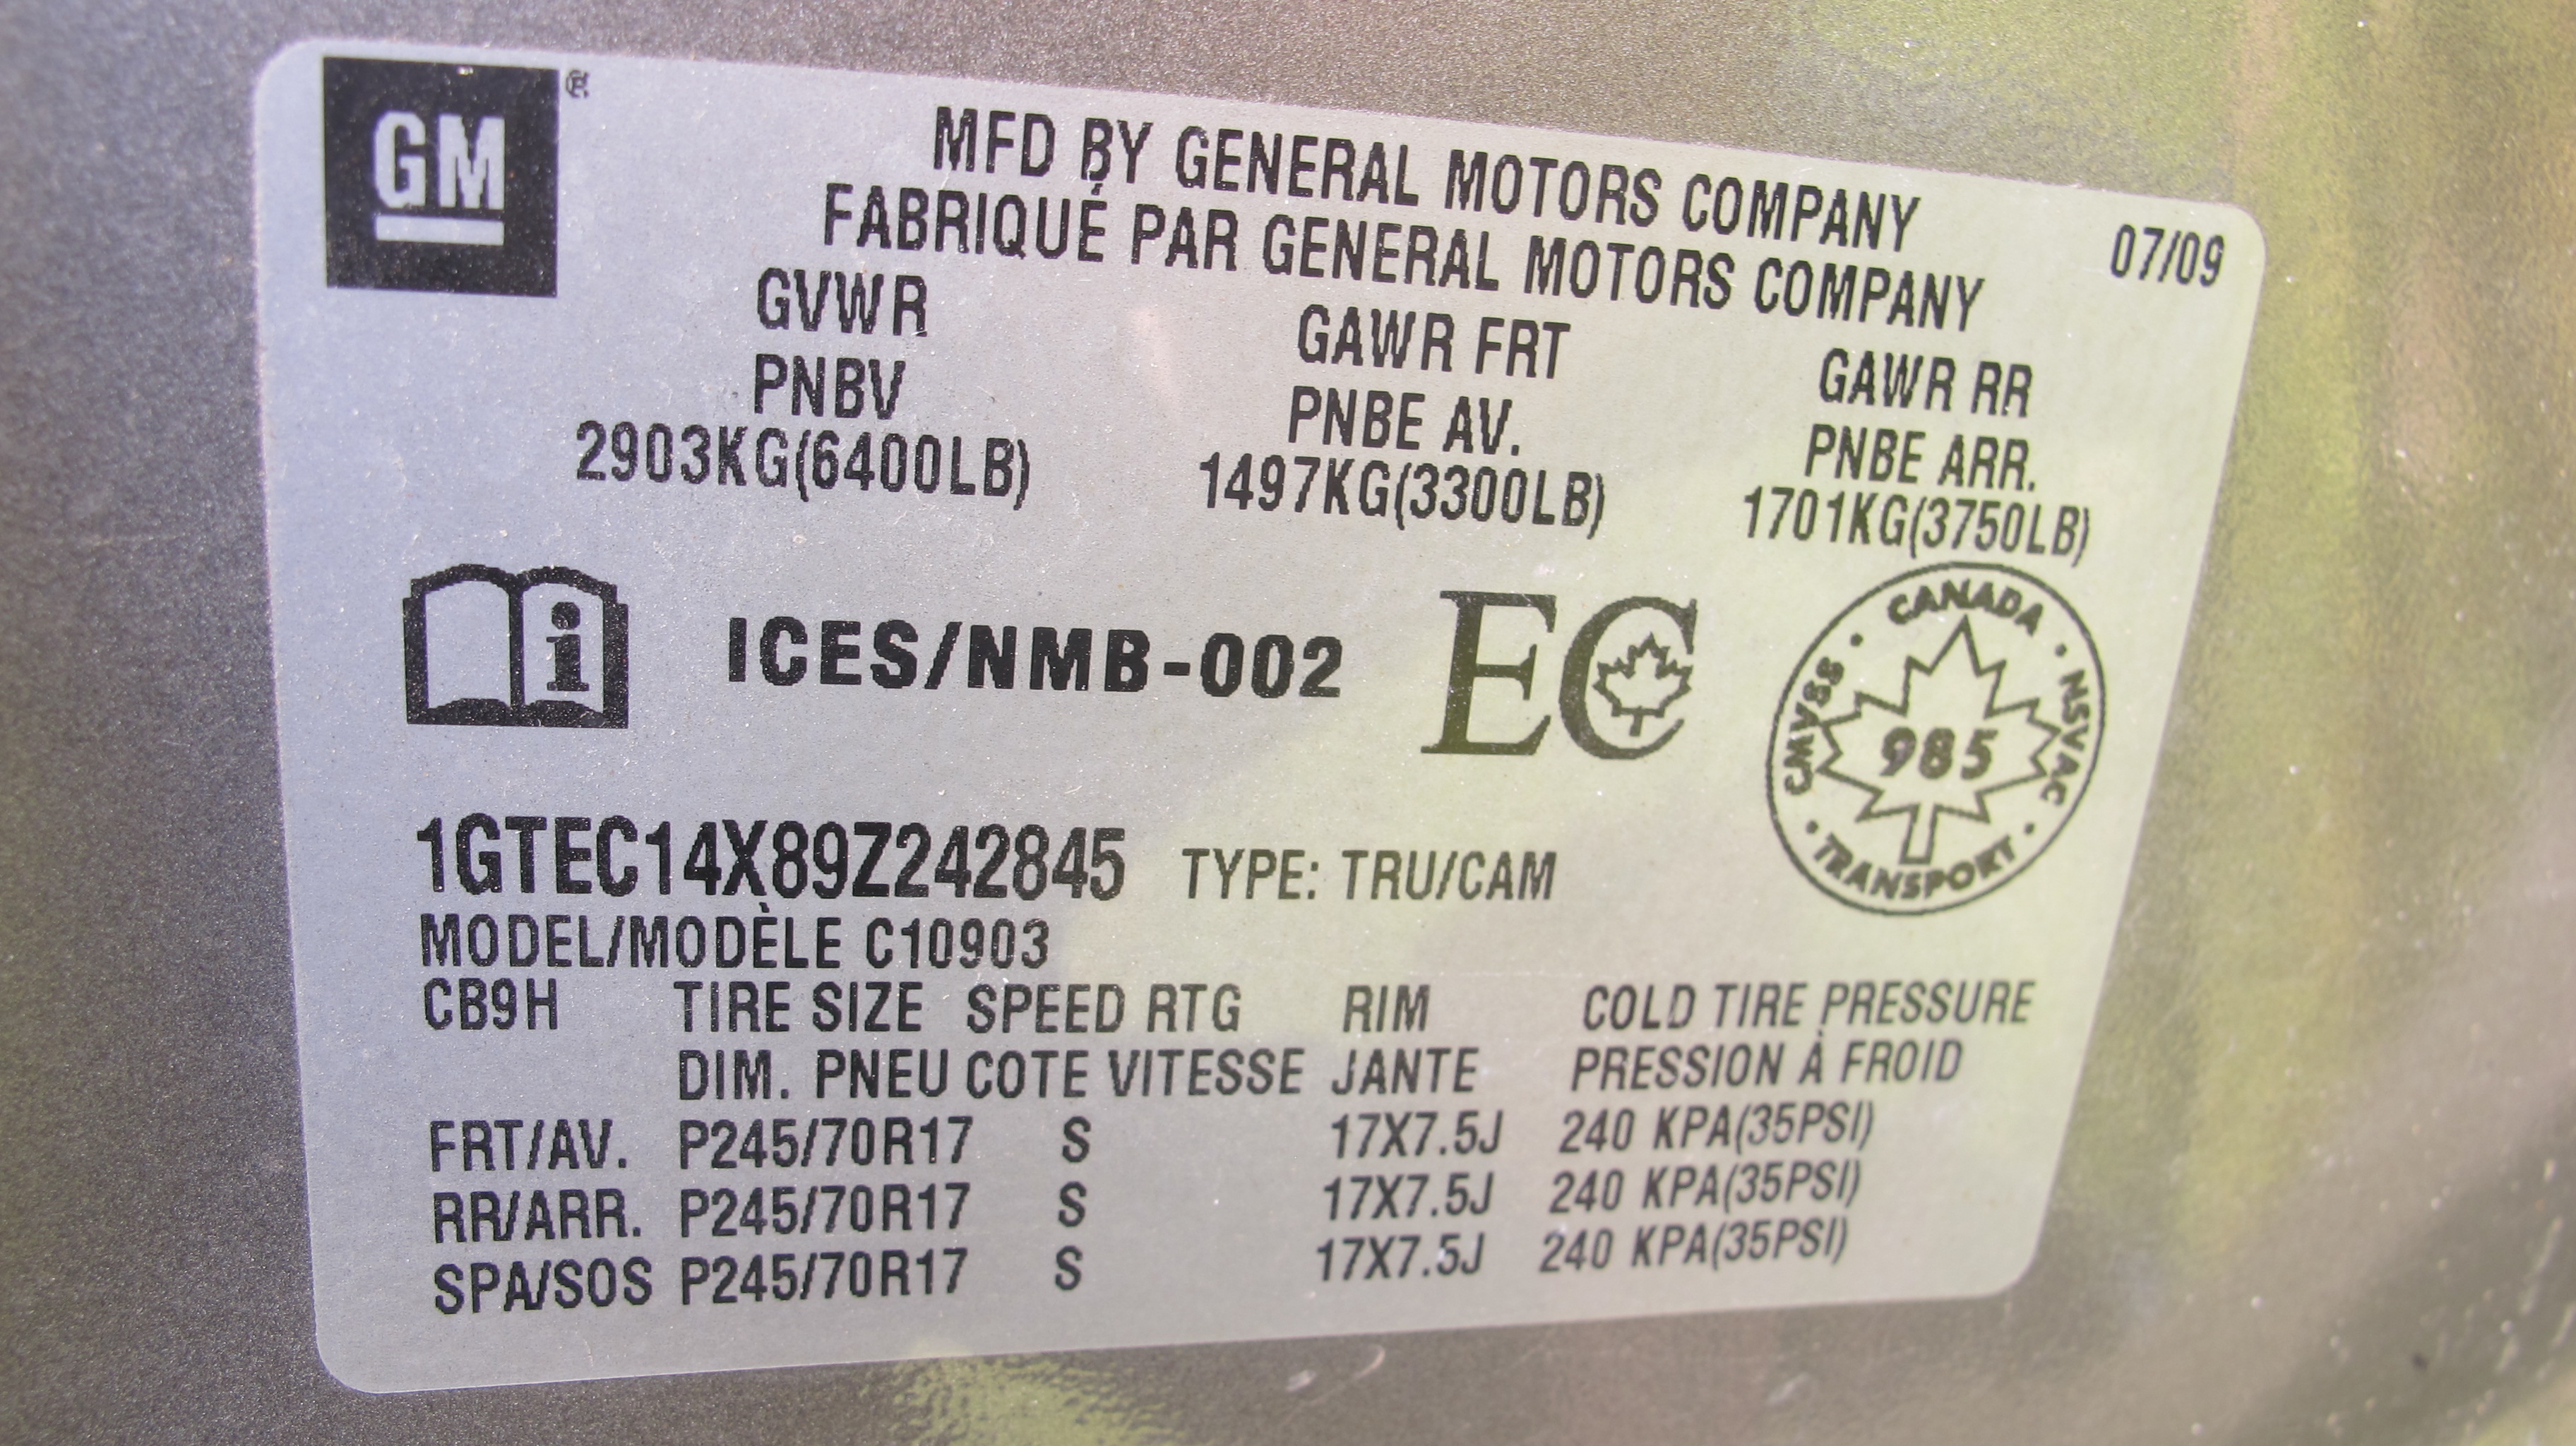 GM ®
MFD BY GENERAL MOTORS COMPANY
FABRIQUÉ PAR GENERAL MOTORS COMPANY
07/09
GVWR GAWR FRT GAWR RR
PNBV PNBE AV. PNBE ARR.
2903KG(6400LB) 1497KG(3300LB) 1701KG(3750LB)
i ICES/NMB-002 EC
CANADA • NSVAC • TRANSPORT • CMVSS •
985
1GTEC14X89Z242845 TYPE: TRU/CAM
MODEL/MODÈLE C10903
CB9H TIRE SIZE SPEED RTG RIM COLD TIRE PRESSURE
DIM. PNEU COTE VITESSE JANTE PRESSION À FROID
FRT/AV. P245/70R17 S 17X7.5J 240 KPA(35PSI)
RR/ARR. P245/70R17 S 17X7.5J 240 KPA(35PSI)
SPA/SOS P245/70R17 S 17X7.5J 240 KPA(35PSI)